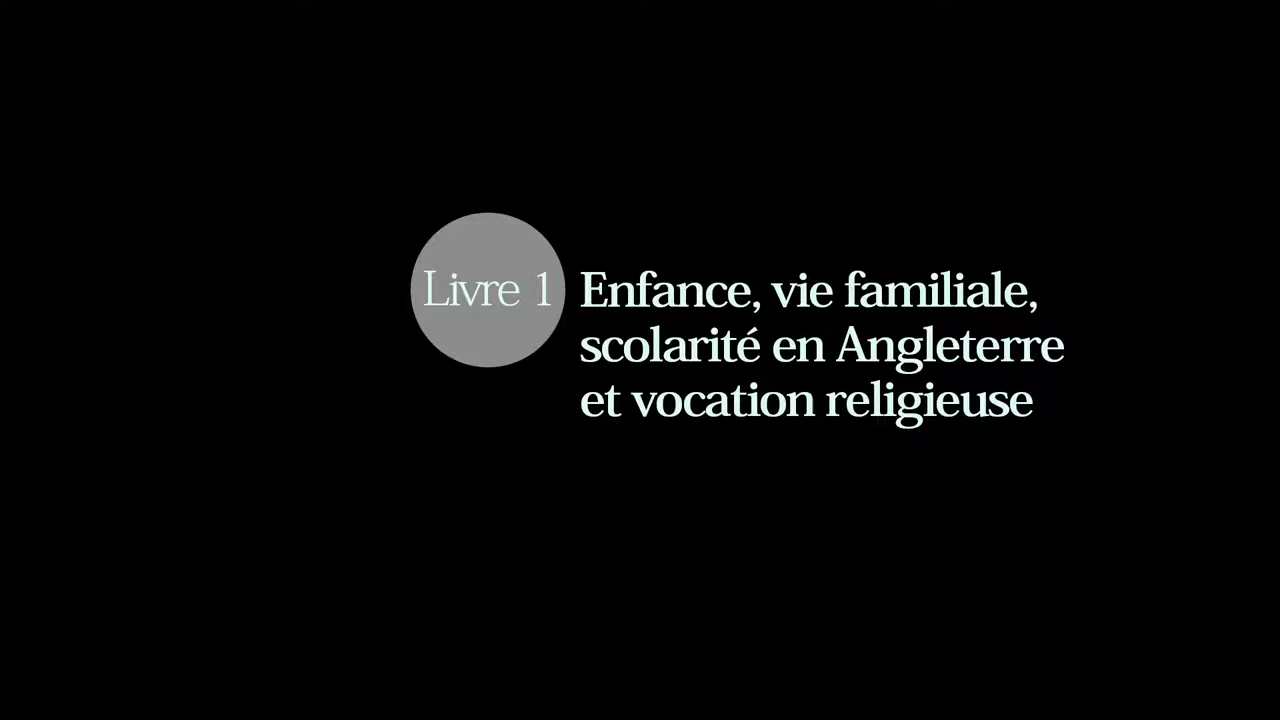 Livre 1 Enfance, vie familiale,
scolarité en Angleterre
et vocation religieuse